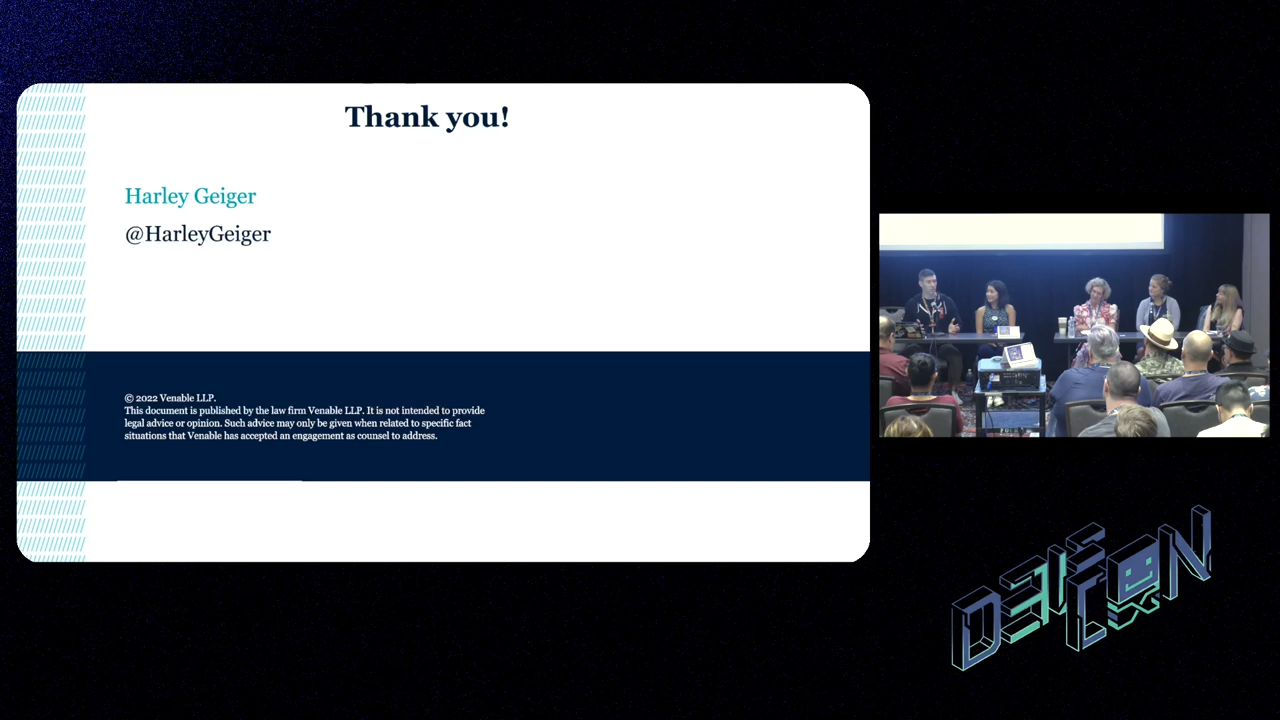 Thank you!
Harley Geiger
@HarleyGeiger
© 2022 Venable LLP.
This document is published by the law firm Venable LLP. It is not intended to provide
legal advice or opinion. Such advice may only be given when related to specific fact
situations that Venable has accepted an engagement as counsel to address.
DEF CON